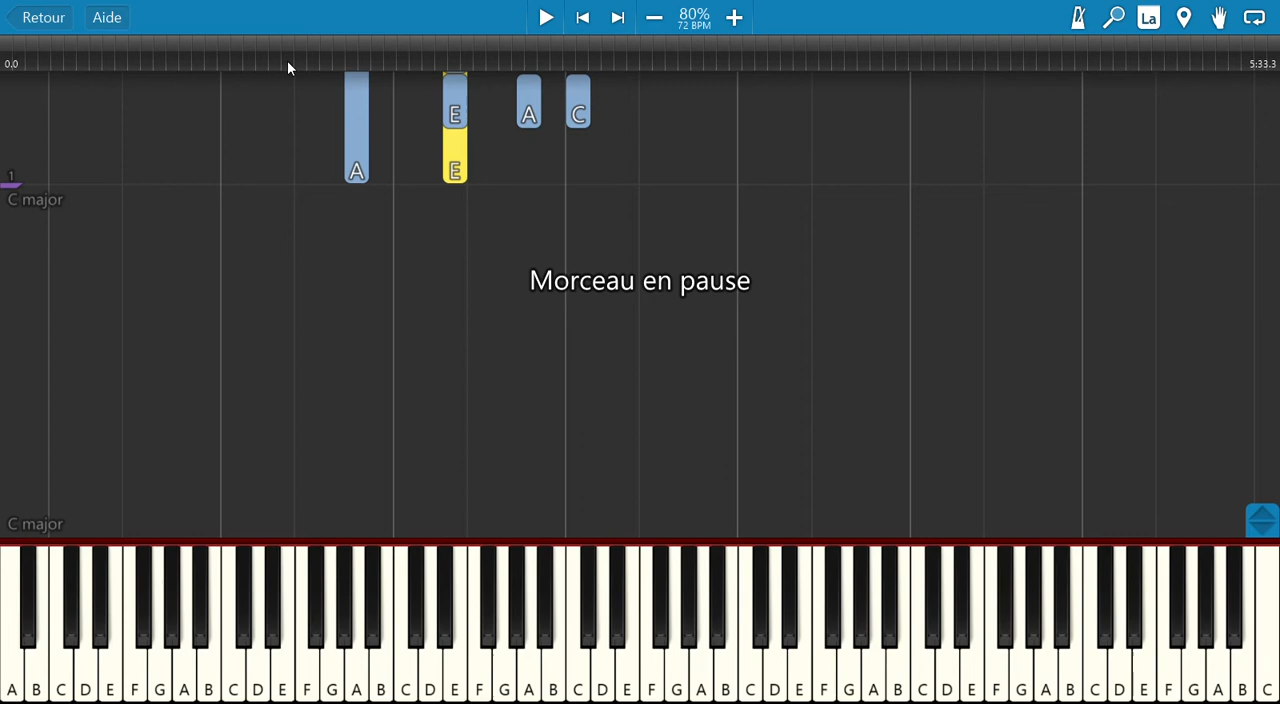 Retour Aide 80% La
72 BPM
0.0 5:33.3
E A C
A E
1
C major
Morceau en pause
C major
A B C D E F G A B C D E F G A B C D E F G A B C D E F G A B C D E F G A B C D E F G A B C D E F G A B C